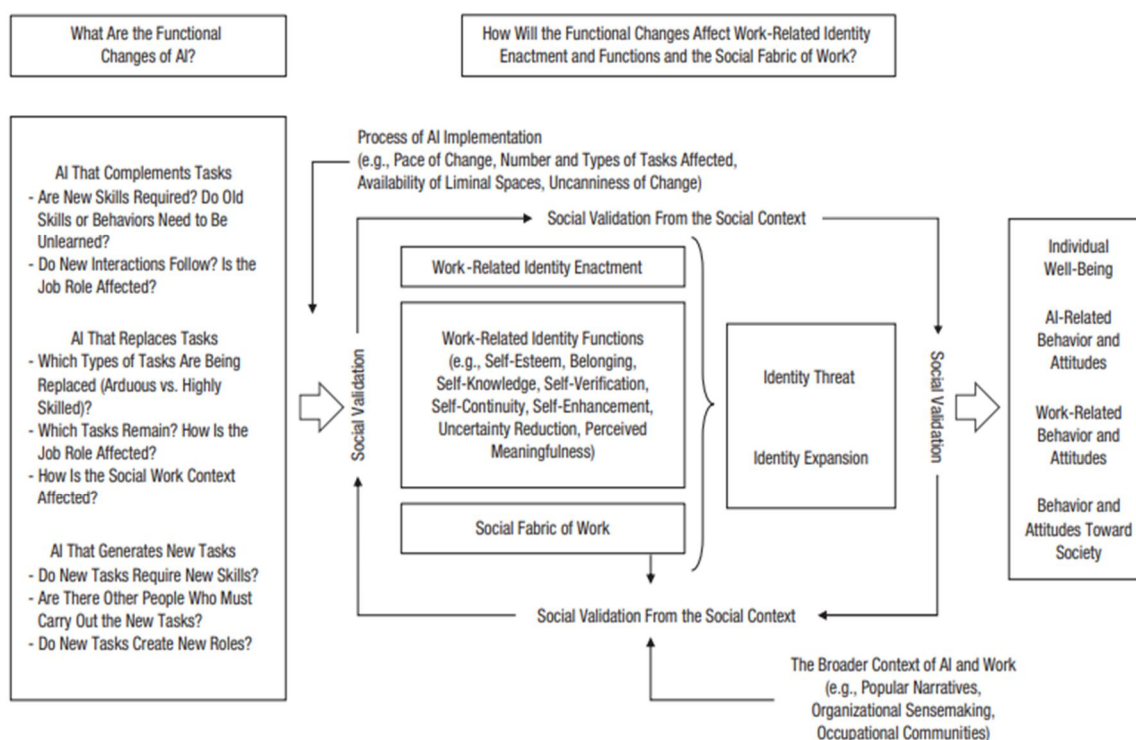 What Are the Functional
Changes of AI?
How Will the Functional Changes Affect Work-Related Identity
Enactment and Functions and the Social Fabric of Work?
AI That Complements Tasks
- Are New Skills Required? Do Old
Skills or Behaviors Need to Be
Unlearned?
- Do New Interactions Follow? Is the
Job Role Affected?
AI That Replaces Tasks
- Which Types of Tasks Are Being
Replaced (Arduous vs. Highly
Skilled)?
- Which Tasks Remain? How Is the
Job Role Affected?
- How Is the Social Work Context
Affected?
AI That Generates New Tasks
- Do New Tasks Require New Skills?
- Are There Other People Who Must
Carry Out the New Tasks?
- Do New Tasks Create New Roles?
Process of AI Implementation
(e.g., Pace of Change, Number and Types of Tasks Affected,
Availability of Liminal Spaces, Uncanniness of Change)
Social Validation From the Social Context
Social Validation
Work-Related Identity Enactment
Work-Related Identity Functions
(e.g., Self-Esteem, Belonging,
Self-Knowledge, Self-Verification,
Self-Continuity, Self-Enhancement,
Uncertainty Reduction, Perceived
Meaningfulness)
Social Fabric of Work
Identity Threat
Identity Expansion
Social Validation
Social Validation From the Social Context
The Broader Context of AI and Work
(e.g., Popular Narratives,
Organizational Sensemaking,
Occupational Communities)
Individual
Well-Being
AI-Related
Behavior and
Attitudes
Work-Related
Behavior and
Attitudes
Behavior and
Attitudes Toward
Society